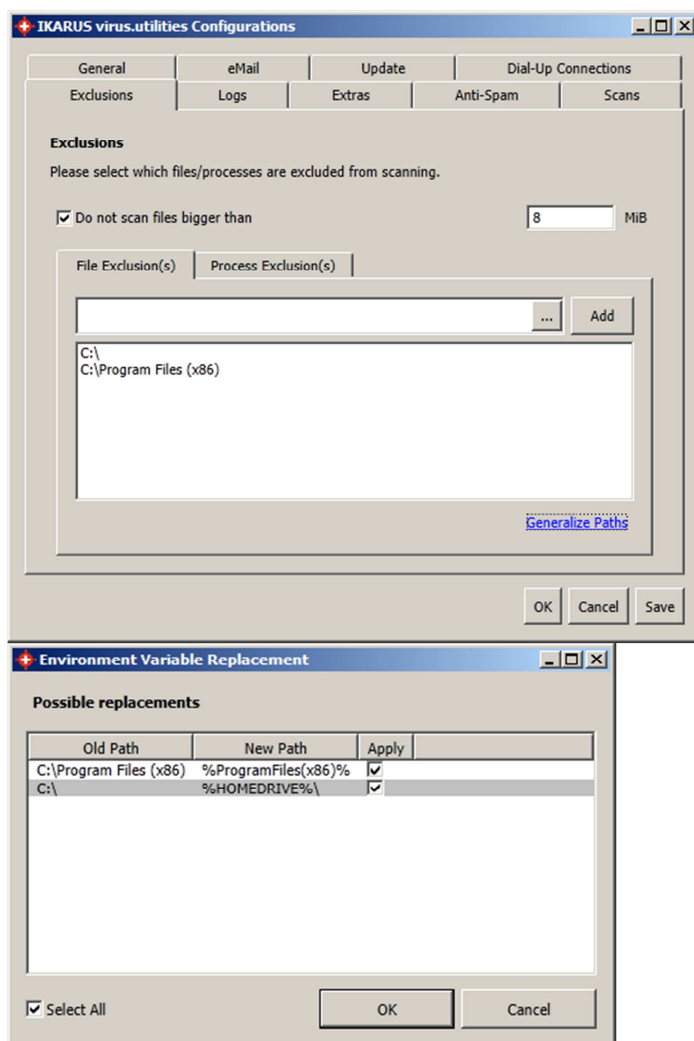 IKARUS virus.utilities Configurations
General eMail Update Dial-Up Connections
Exclusions Logs Extras Anti-Spam Scans
Exclusions
Please select which files/processes are excluded from scanning.
Do not scan files bigger than 8 MiB
File Exclusion(s) Process Exclusion(s)
... Add
C:\
C:\Program Files (x86)
Generalize Paths
OK Cancel Save
Environment Variable Replacement
Possible replacements
Old Path New Path Apply
C:\Program Files (x86) %ProgramFiles(x86)%
C:\ %HOMEDRIVE%\
Select All OK Cancel